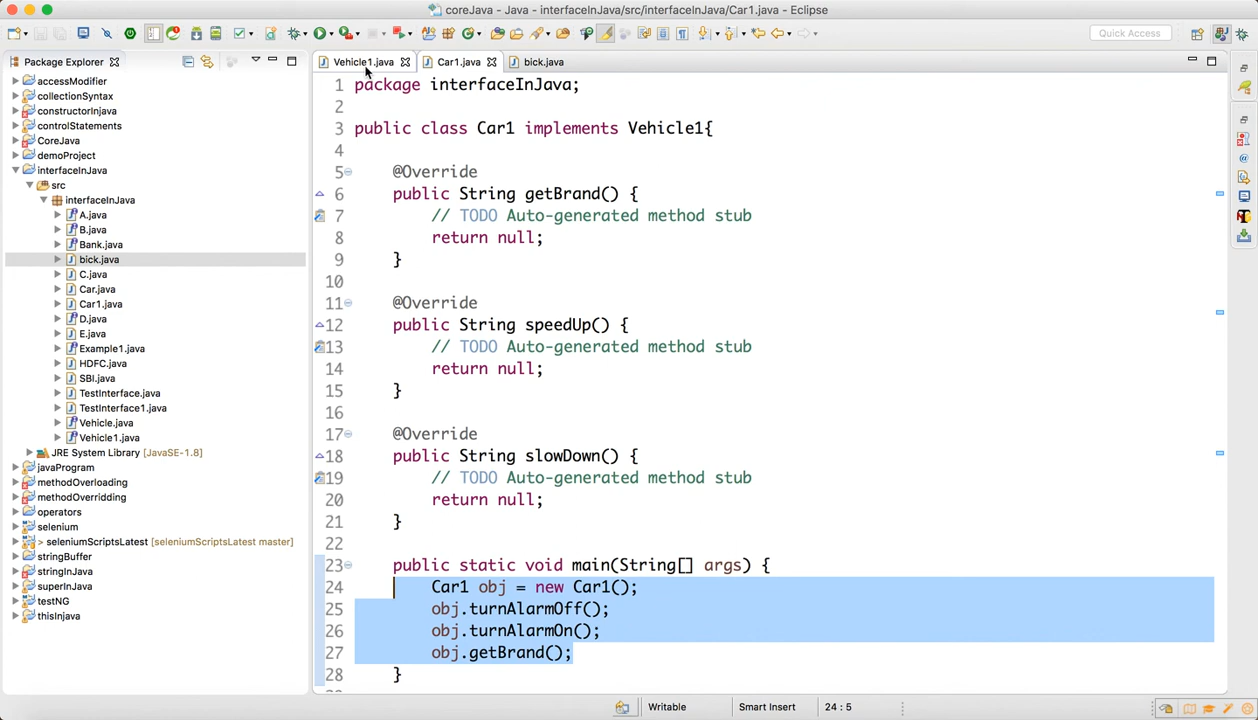 coreJava - Java - interfaceInJava/src/interfaceInJava/Car1.java - Eclipse
Quick Access
Package Explorer
accessModifier
collectionSyntax
constructorInjava
controlStatements
CoreJava
demoProject
interfaceInJava
src
interfaceInJava
A.java
B.java
Bank.java
bick.java
C.java
Car.java
Car1.java
D.java
E.java
Example1.java
HDFC.java
SBI.java
TestInterface.java
TestInterface1.java
Vehicle.java
Vehicle1.java
JRE System Library [JavaSE-1.8]
javaProgram
methodOverloading
methodOverridding
operators
selenium
> seleniumScriptsLatest [seleniumScriptsLatest master]
stringBuffer
stringInJava
superInJava
testNG
thisInjava
Vehicle1.java Car1.java bick.java
1 package interfaceInJava;
2
3 public class Car1 implements Vehicle1{
4
5 @Override
6 public String getBrand() {
7 // TODO Auto-generated method stub
8 return null;
9 }
10
11 @Override
12 public String speedUp() {
13 // TODO Auto-generated method stub
14 return null;
15 }
16
17 @Override
18 public String slowDown() {
19 // TODO Auto-generated method stub
20 return null;
21 }
22
23 public static void main(String[] args) {
24 Car1 obj = new Car1();
25 obj.turnAlarmOff();
26 obj.turnAlarmOn();
27 obj.getBrand();
28 }
Writable Smart Insert 24 : 5